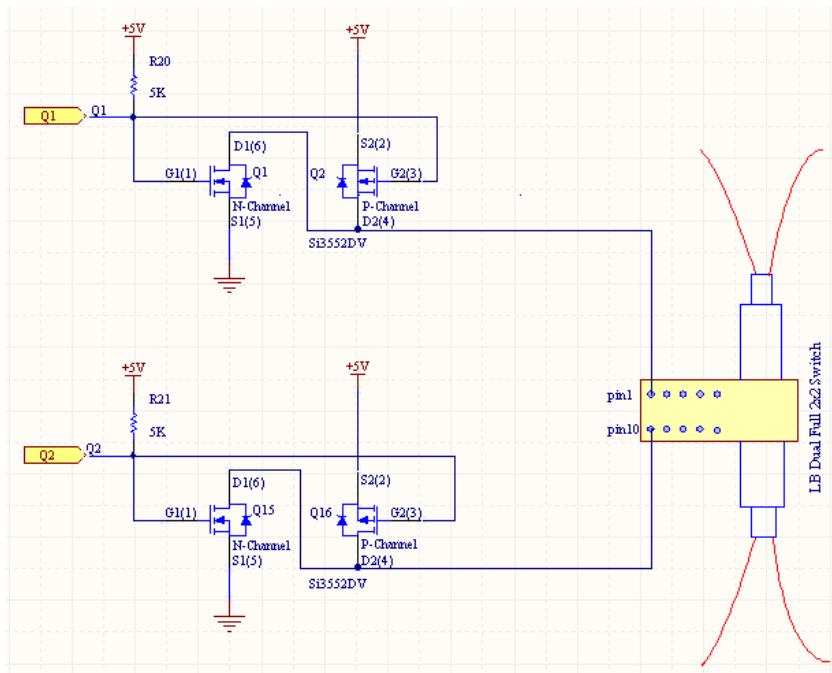 +5V
+5V
R20
5K
Q1
Q1
D1(6)
S2(2)
G1(1)
Q1
Q2
G2(3)
N-Channel
P-Channel
S1(5)
D2(4)
Si3552DV
+5V
+5V
R21
5K
Q2
Q2
D1(6)
S2(2)
G1(1)
Q15
Q16
G2(3)
N-Channel
P-Channel
S1(5)
D2(4)
Si3552DV
pin1
pin10
LB Dual Full 2x2 Switch